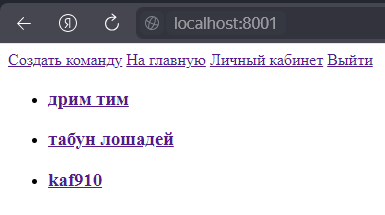 localhost:8001
Создать команду На главную Личный кабинет Выйти
дрим тим
табун лошадей
kaf910